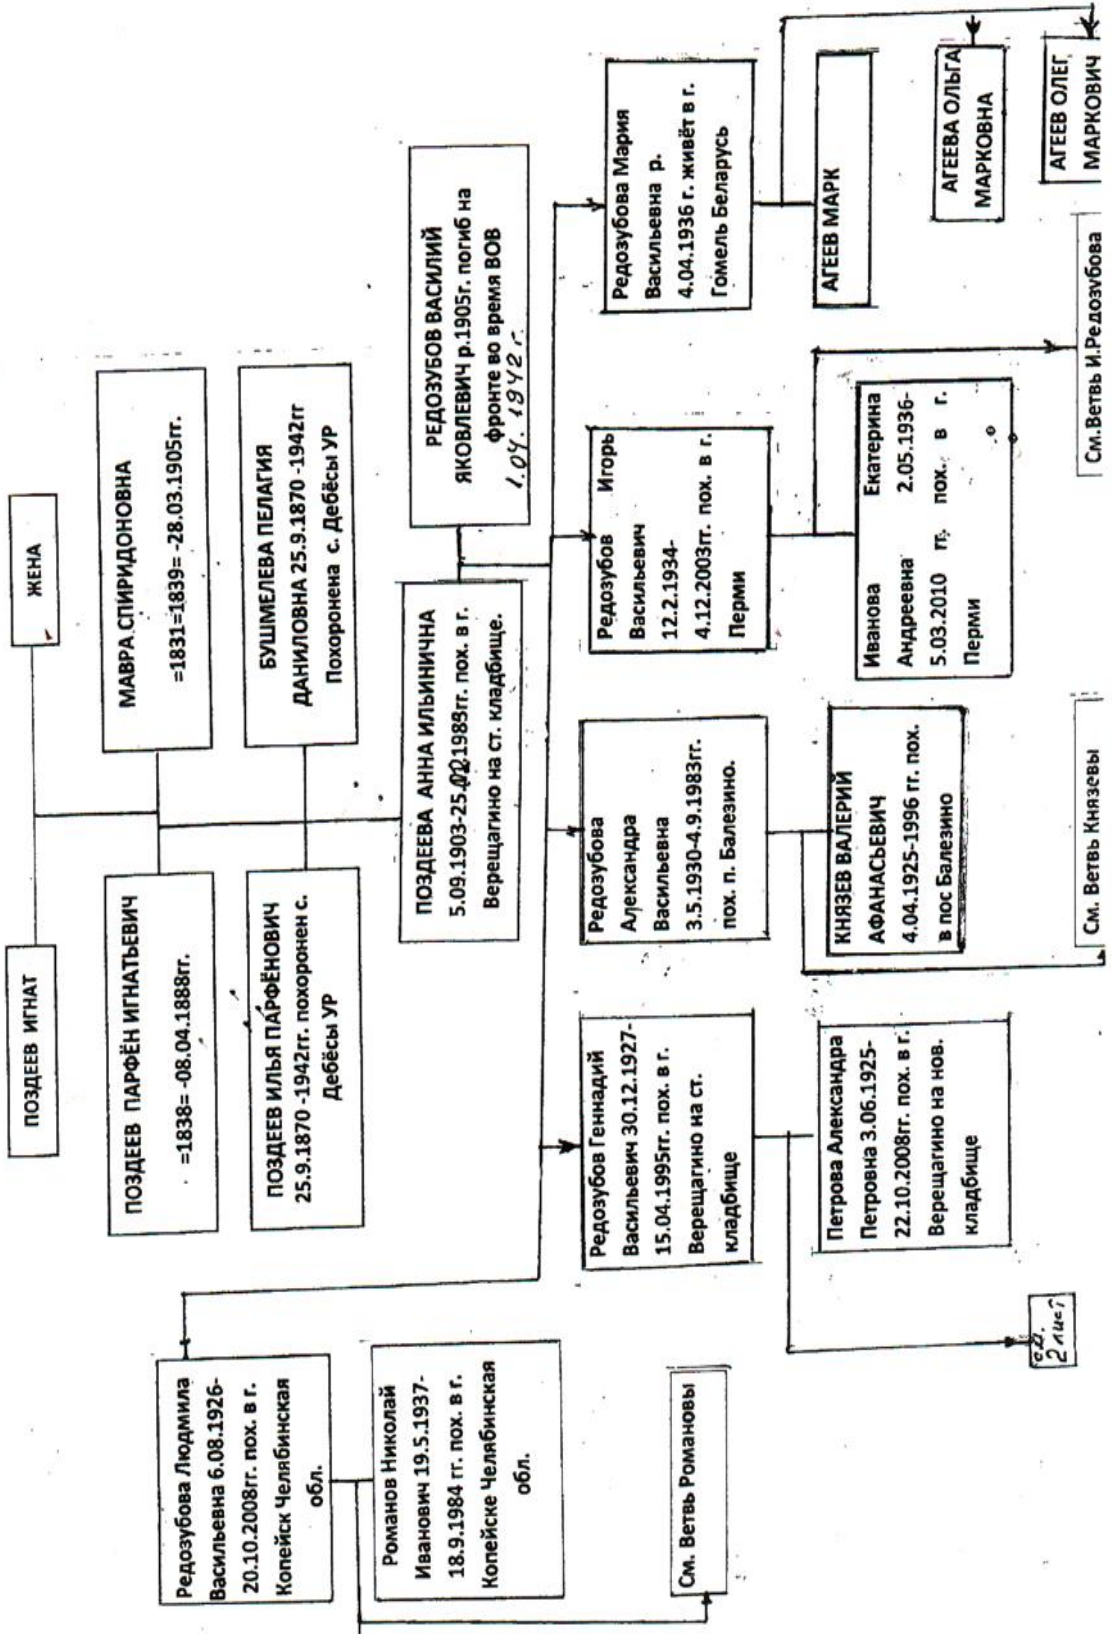 ПОЗДЕЕВ ИГНАТ
ЖЕНА
ПОЗДЕЕВ ПАРФЁН ИГНАТЬЕВИЧ
=1838= -08.04.1888гг.
МАВРА СПИРИДОНОВНА
=1831=1839= -28.03.1905гг.
ПОЗДЕЕВ ИЛЬЯ ПАРФЁНОВИЧ
25.9.1870 -1942гг. похоронен с.
Дебёсы УР
БУШМЕЛЕВА ПЕЛАГИЯ
ДАНИЛОВНА 25.9.1870 -1942гг
Похоронена с. Дебёсы УР
ПОЗДЕЕВА АННА ИЛЬИНИЧНА
5.09.1903-25.02.1988гг. пох. в г.
Верещагино на ст. кладбище.
РЕДОЗУБОВ ВАСИЛИЙ
ЯКОВЛЕВИЧ р.1905г. погиб на
фронте во время ВОВ
1.04.1942г.
Редозубова Людмила
Васильевна 6.08.1926-
20.10.2008гг. пох. в г.
Копейск Челябинская
обл.
Романов Николай
Иванович 19.5.1937-
18.9.1984 гг. пох. в г.
Копейске Челябинская
обл.
См. Ветвь Романовы
Редозубов Геннадий
Васильевич 30.12.1927-
15.04.1995гг. пох. в г.
Верещагино на ст.
кладбище
Петрова Александра
Петровна 3.06.1925-
22.10.2008гг. пох. в г.
Верещагино на нов.
кладбище
2 лист
Редозубова
Александра
Васильевна
3.5.1930-4.9.1983гг.
пох. п. Балезино.
КНЯЗЕВ ВАЛЕРИЙ
АФАНАСЬЕВИЧ
4.04.1925-1996 гг. пох.
в пос Балезино
См. Ветвь Князевы
Редозубов Игорь
Васильевич
12.2.1934-
4.12.2003гг. пох. в г.
Перми
Иванова Екатерина
Андреевна 2.05.1936-
5.03.2010 гг. пох. в г.
Перми
См.Ветвь И.Редозубова
Редозубова Мария
Васильевна р.
4.04.1936 г. живёт в г.
Гомель Беларусь
АГЕЕВ МАРК
АГЕЕВА ОЛЬГА
МАРКОВНА
АГЕЕВ ОЛЕГ
МАРКОВИЧ